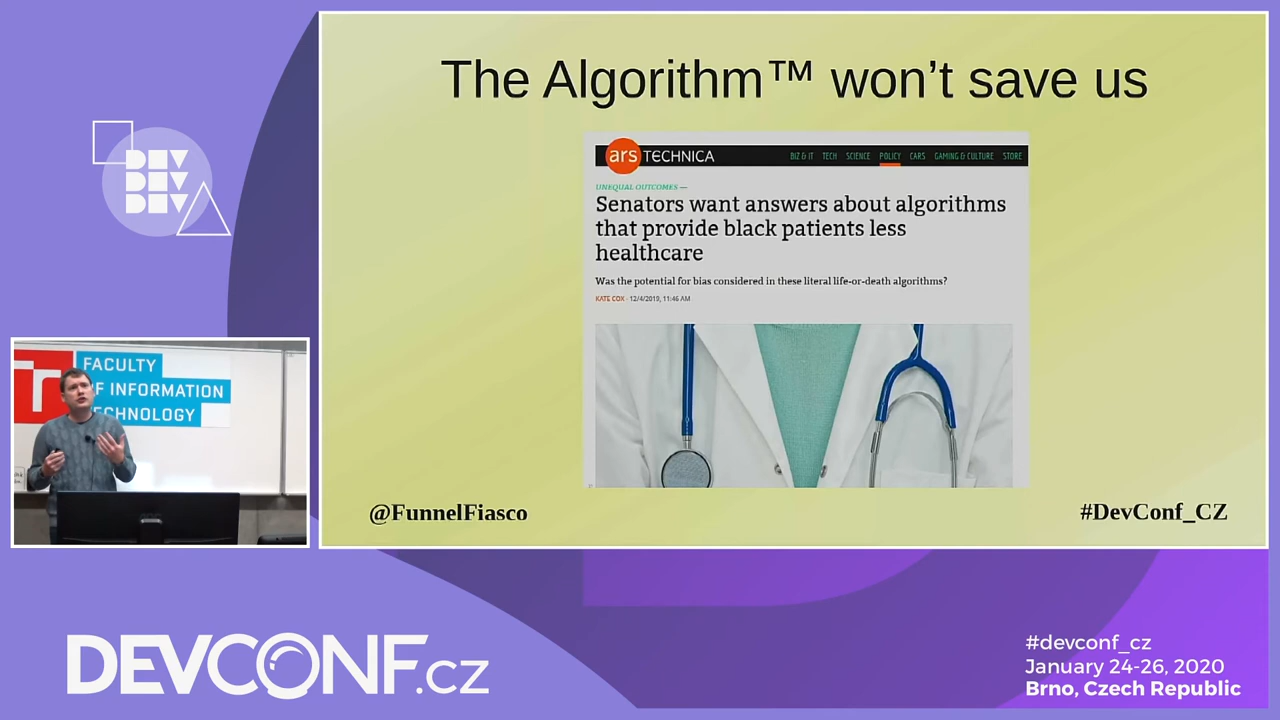 The Algorithm™ won't save us
ars TECHNICA
BIZ & IT TECH SCIENCE POLICY CARS GAMING & CULTURE STORE
UNEQUAL OUTCOMES —
Senators want answers about algorithms
that provide black patients less
healthcare
Was the potential for bias considered in these literal life-or-death algorithms?
KATE COX - 12/4/2019, 11:46 AM
@FunnelFiasco
#DevConf_CZ
DEV
DEV
DEV
FACULTY
F INFORMATION
ECHNOLOGY
DEVCONF.cz
#devconf_cz
January 24-26, 2020
Brno, Czech Republic